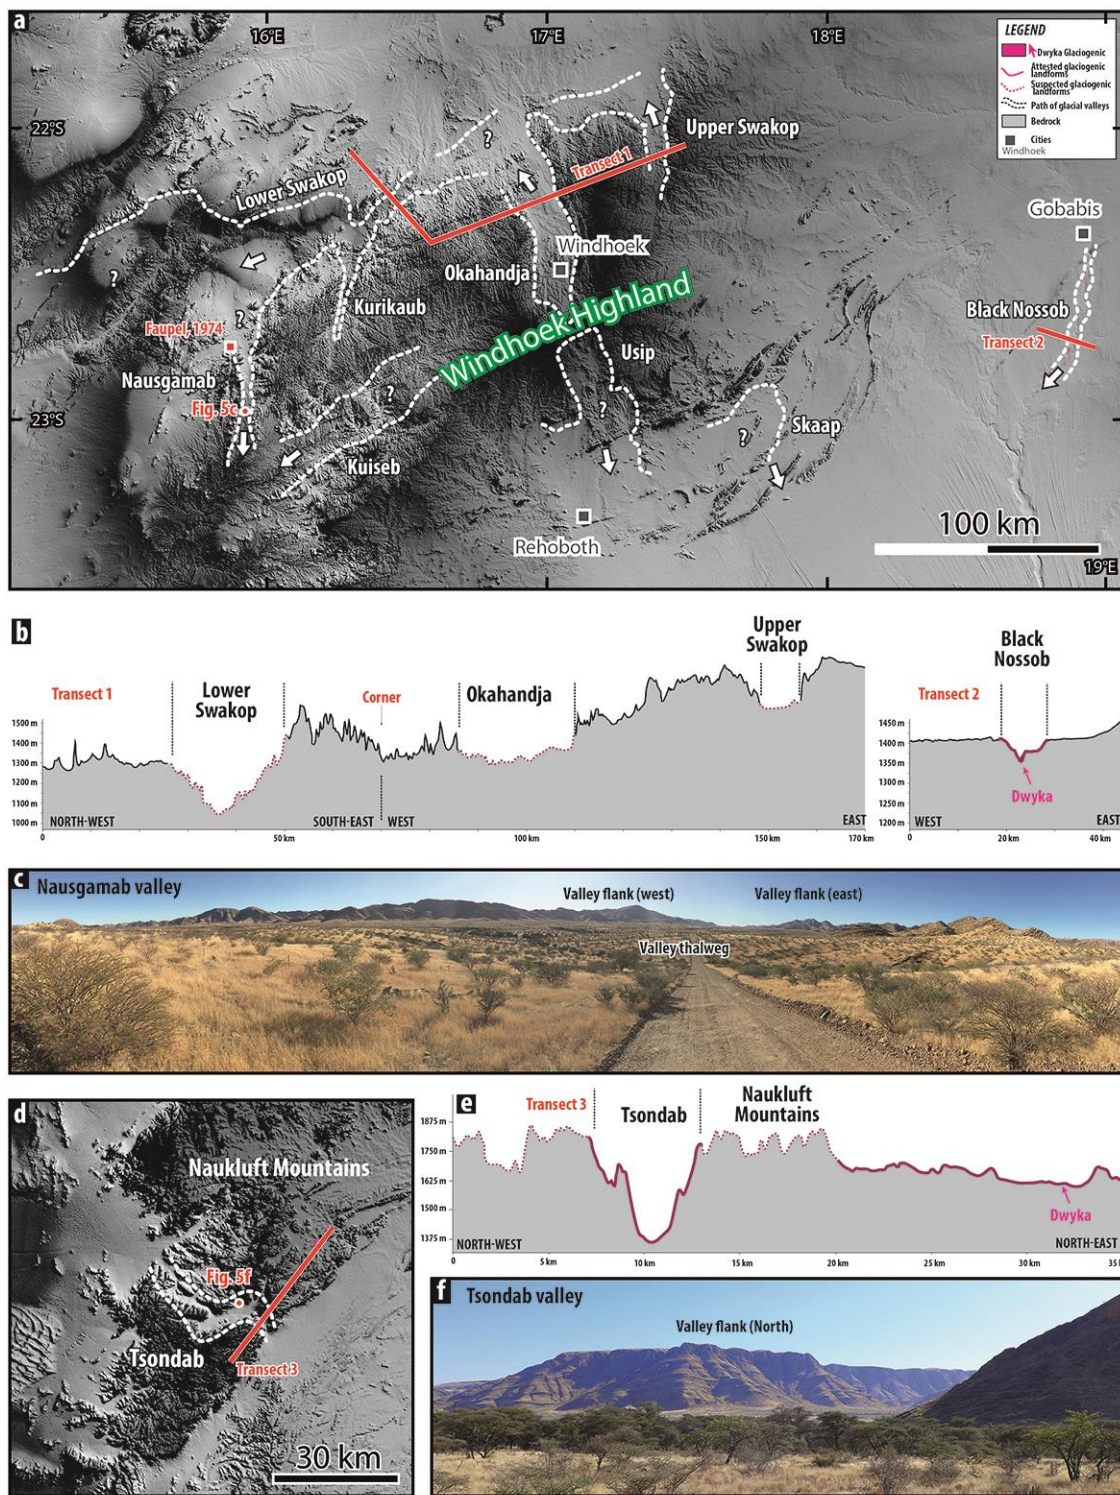 a
16°E
17°E
18°E
LEGEND
Dwyka Glaciogenic
Attested glaciogenic
landforms
Suspected glaciogenic
landforms
Path of glacial valleys
Bedrock
Cities
Windhoek
22°S
?
Upper Swakop
Transect 1
Lower Swakop
Gobabis
?
Windhoek
Okahandja
Kurikaub
?
Windhoek Highland
Black Nossob
Transect 2
Faupel, 1974
Usip
Nausgamab
?
Fig. 5c
23°S
?
?
Skaap
Kuiseb
100 km
Rehoboth
19°E
b
Transect 1
Lower
Swakop
Corner
Okahandja
Upper
Swakop
Transect 2
Black
Nossob
1500 m
1400 m
1300 m
1200 m
1100 m
1000 m
NORTH-WEST
SOUTH-EAST
WEST
EAST
0
50 km
100 km
150 km
170 km
1450 m
1400 m
1350 m
1300 m
1250 m
1200 m
Dwyka
WEST
EAST
0
20 km
40 km
c Nausgamab valley
Valley flank (west)
Valley flank (east)
Valley thalweg
d
Naukluft Mountains
Fig. 5f
Tsondab
Transect 3
30 km
e
Transect 3
Tsondab
Naukluft
Mountains
1875 m
1750 m
1625 m
1500 m
1375 m
Dwyka
NORTH-WEST
NORTH-EAST
0
5 km
10 km
15 km
20 km
25 km
30 km
f Tsondab valley
Valley flank (North)